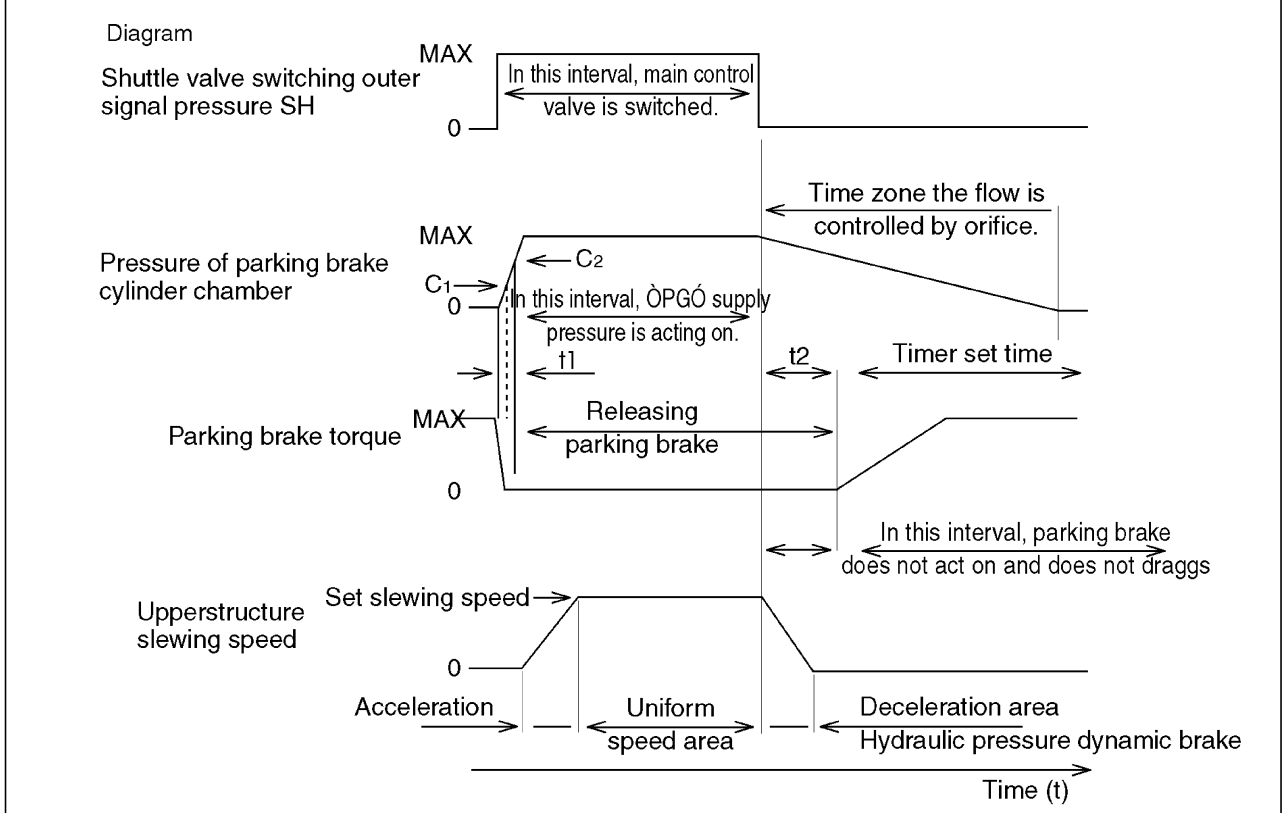 Diagram
Shuttle valve switching outer
signal pressure SH
MAX
0
In this interval, main control
valve is switched.
Time zone the flow is
controlled by orifice.
Pressure of parking brake
cylinder chamber
MAX
C1
0
C2
In this interval, ÒPGÓ supply
pressure is acting on.
t1
t2
Timer set time
Parking brake torque
MAX
0
Releasing
parking brake
In this interval, parking brake
does not act on and does not draggs
Upperstructure
slewing speed
Set slewing speed
0
Acceleration
Uniform
speed area
Deceleration area
Hydraulic pressure dynamic brake
Time (t)